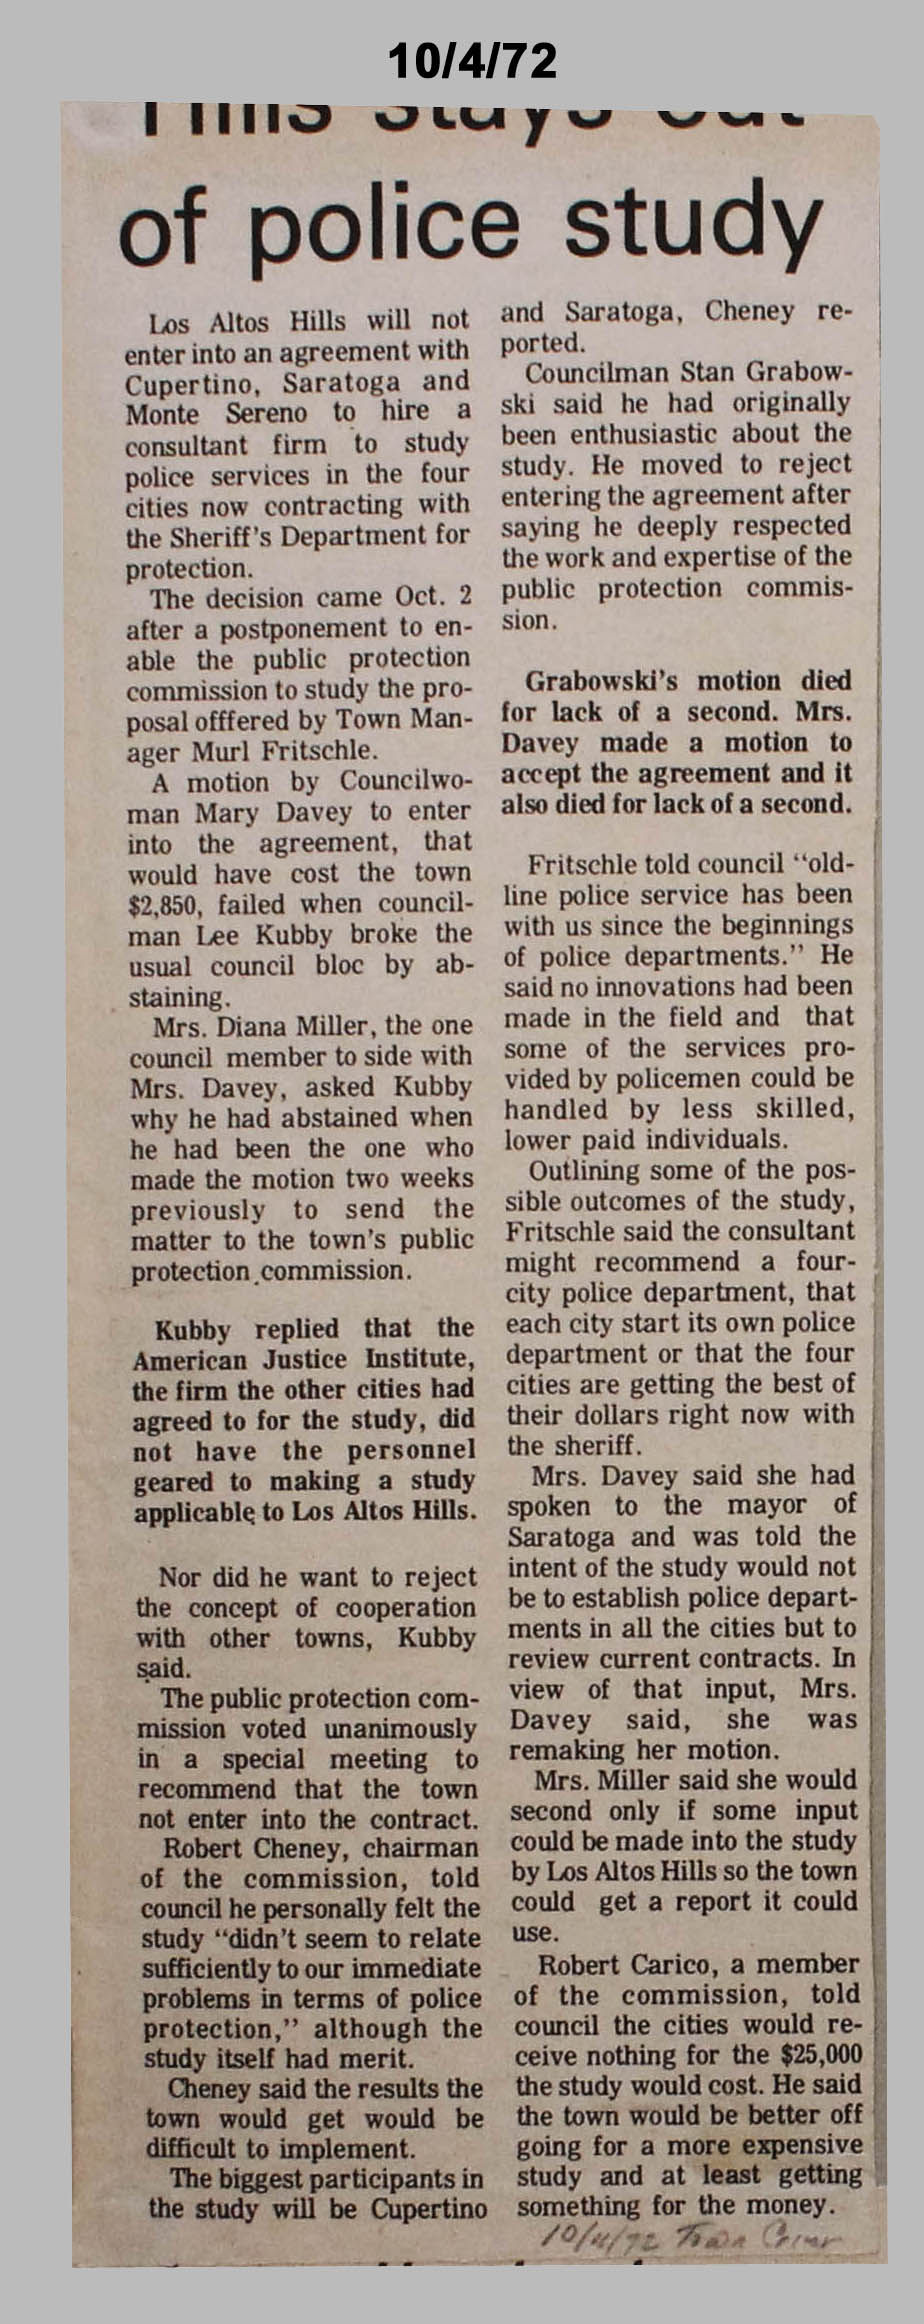 10/4/72
Hills stays out
of police study
Los Altos Hills will not
enter into an agreement with
Cupertino, Saratoga and
Monte Sereno to hire a
consultant firm to study
police services in the four
cities now contracting with
the Sheriff's Department for
protection.
The decision came Oct. 2
after a postponement to en-
able the public protection
commission to study the pro-
posal offfered by Town Man-
ager Murl Fritschle.
A motion by Councilwo-
man Mary Davey to enter
into the agreement, that
would have cost the town
$2,850, failed when council-
man Lee Kubby broke the
usual council bloc by ab-
staining.
Mrs. Diana Miller, the one
council member to side with
Mrs. Davey, asked Kubby
why he had abstained when
he had been the one who
made the motion two weeks
previously to send the
matter to the town's public
protection commission.
Kubby replied that the
American Justice Institute,
the firm the other cities had
agreed to for the study, did
not have the personnel
geared to making a study
applicable to Los Altos Hills.
Nor did he want to reject
the concept of cooperation
with other towns, Kubby
said.
The public protection com-
mission voted unanimously
in a special meeting to
recommend that the town
not enter into the contract.
Robert Cheney, chairman
of the commission, told
council he personally felt the
study "didn't seem to relate
sufficiently to our immediate
problems in terms of police
protection," although the
study itself had merit.
Cheney said the results the
town would get would be
difficult to implement.
The biggest participants in
the study will be Cupertino
and Saratoga, Cheney re-
ported.
Councilman Stan Grabow-
ski said he had originally
been enthusiastic about the
study. He moved to reject
entering the agreement after
saying he deeply respected
the work and expertise of the
public protection commis-
sion.
Grabowski's motion died
for lack of a second. Mrs.
Davey made a motion to
accept the agreement and it
also died for lack of a second.
Fritschle told council "old-
line police service has been
with us since the beginnings
of police departments." He
said no innovations had been
made in the field and that
some of the services pro-
vided by policemen could be
handled by less skilled,
lower paid individuals.
Outlining some of the pos-
sible outcomes of the study,
Fritschle said the consultant
might recommend a four-
city police department, that
each city start its own police
department or that the four
cities are getting the best of
their dollars right now with
the sheriff.
Mrs. Davey said she had
spoken to the mayor of
Saratoga and was told the
intent of the study would not
be to establish police depart-
ments in all the cities but to
review current contracts. In
view of that input, Mrs.
Davey said, she was
remaking her motion.
Mrs. Miller said she would
second only if some input
could be made into the study
by Los Altos Hills so the town
could get a report it could
use.
Robert Carico, a member
of the commission, told
council the cities would re-
ceive nothing for the $25,000
the study would cost. He said
the town would be better off
going for a more expensive
study and at least getting
something for the money.
10/4/72 Town Crier